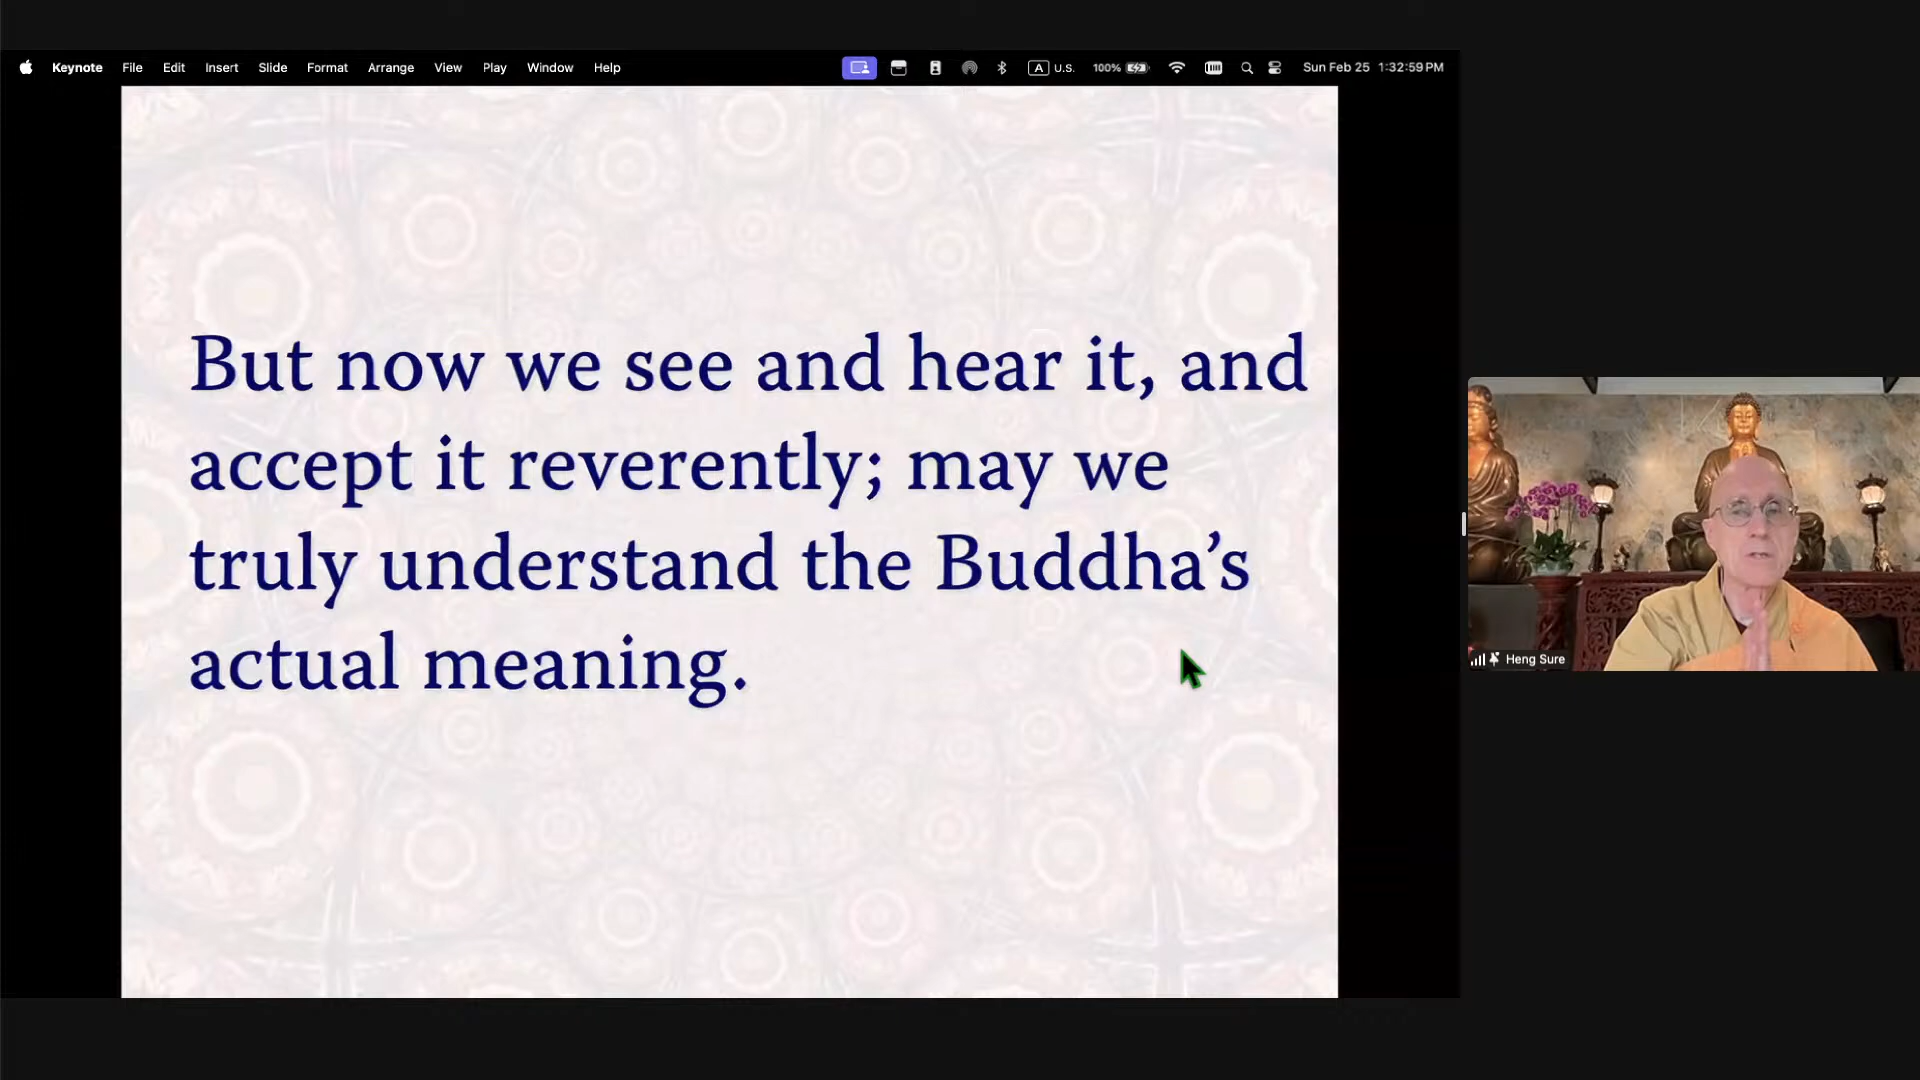 Keynote File Edit Insert Slide Format Arrange View Play Window Help A U.S. 100% Sun Feb 25 1:32:59 PM
But now we see and hear it, and
accept it reverently; may we
truly understand the Buddha’s
actual meaning.
Heng Sure